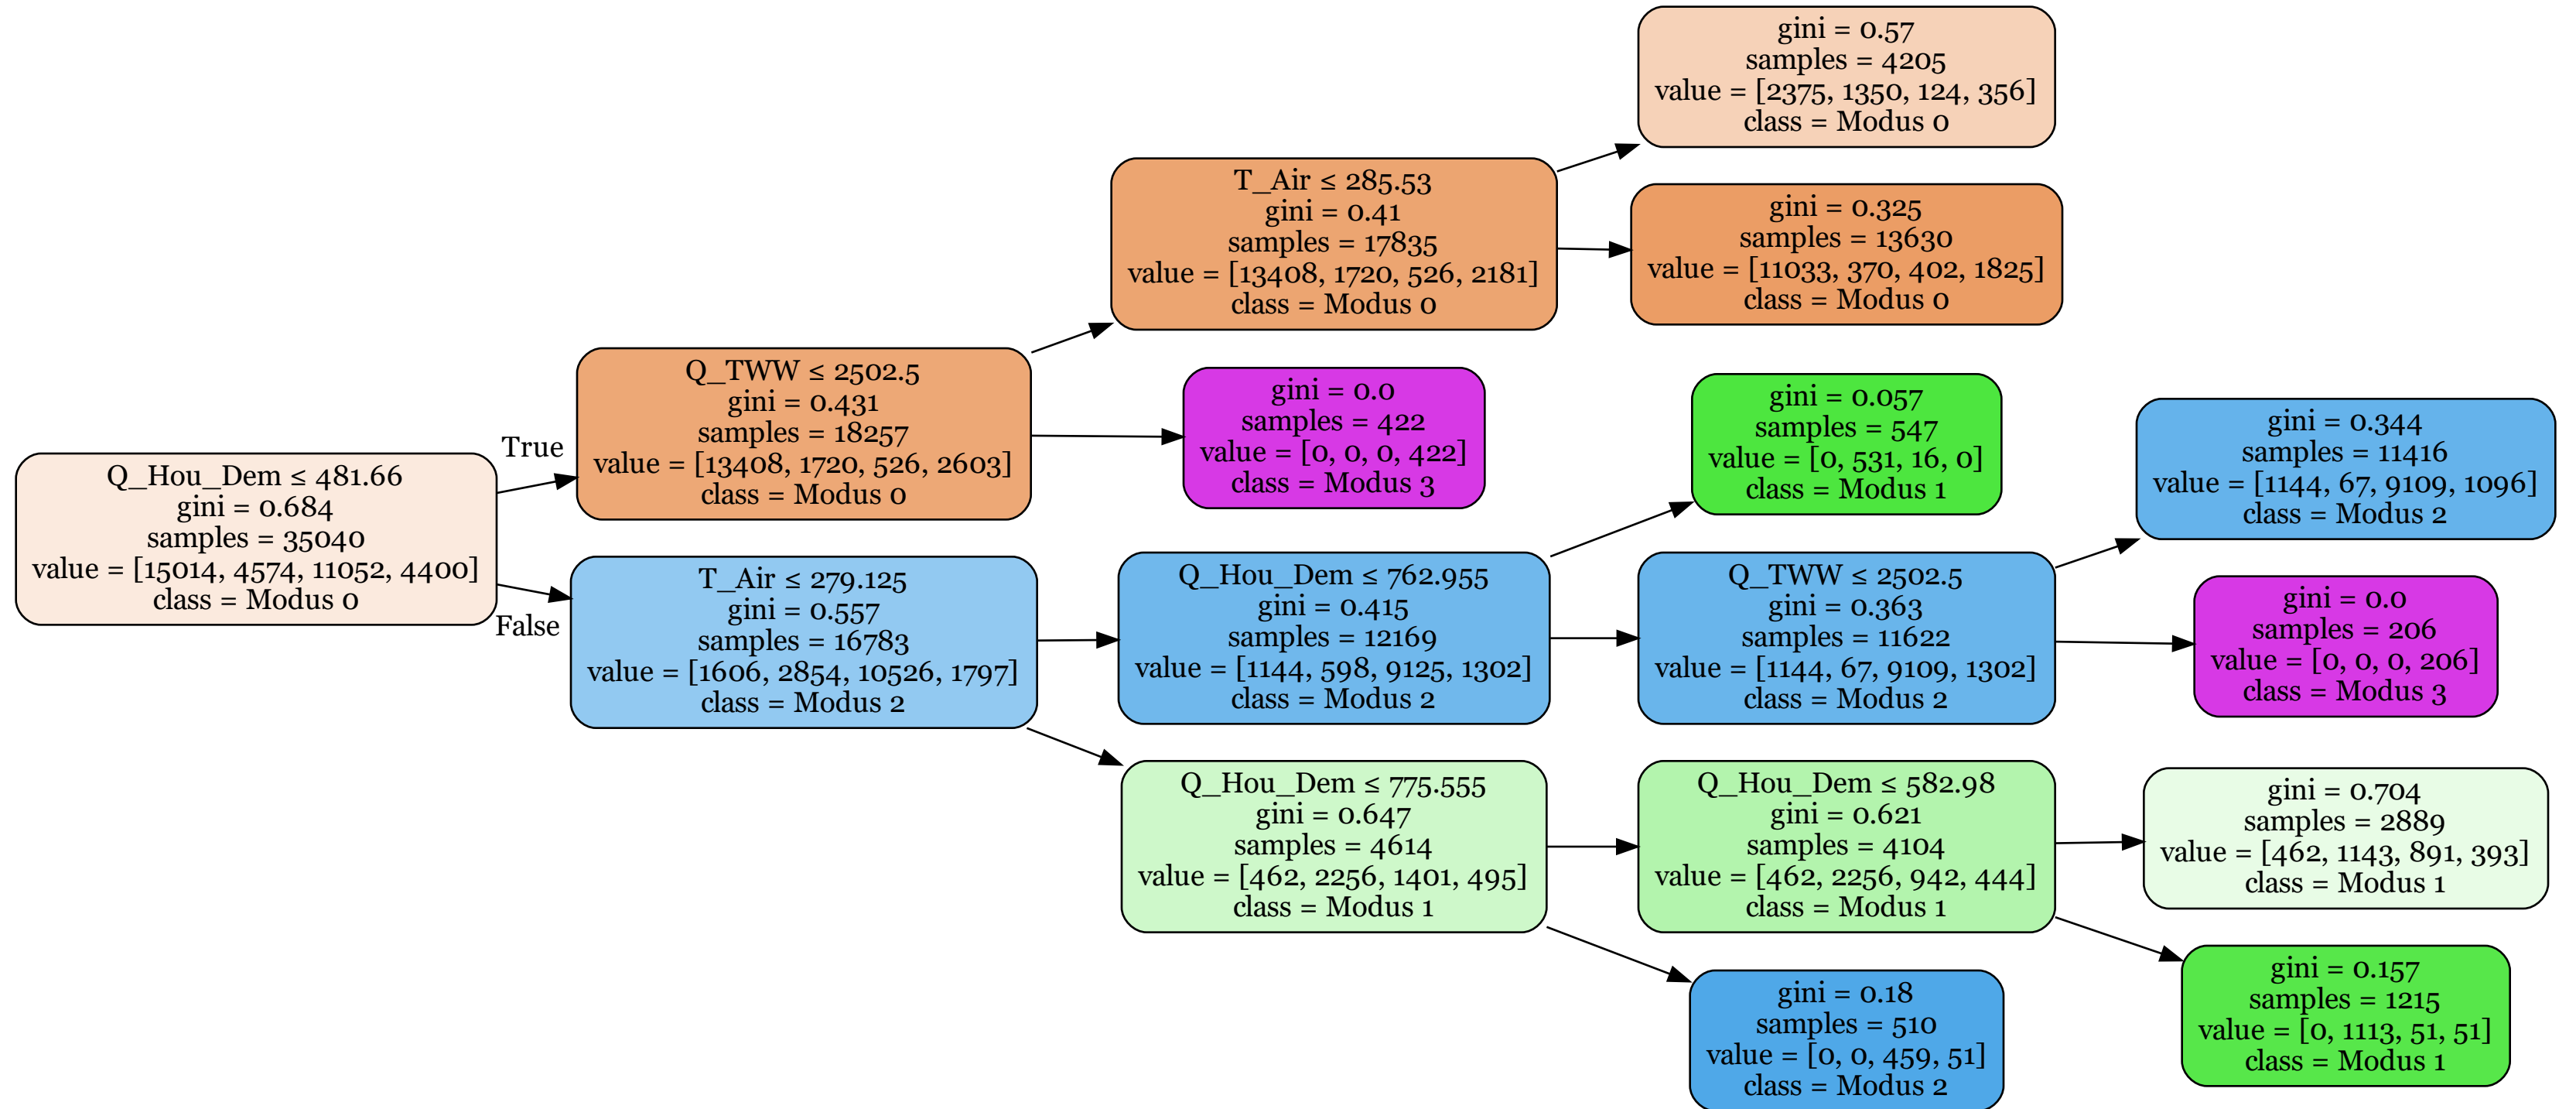 Q_Hou_Dem ≤ 481.66
gini = 0.684
samples = 35040
value = [15014, 4574, 11052, 4400]
class = Modus 0
True
False
Q_TWW ≤ 2502.5
gini = 0.431
samples = 18257
value = [13408, 1720, 526, 2603]
class = Modus 0
T_Air ≤ 279.125
gini = 0.557
samples = 16783
value = [1606, 2854, 10526, 1797]
class = Modus 2
T_Air ≤ 285.53
gini = 0.41
samples = 17835
value = [13408, 1720, 526, 2181]
class = Modus 0
gini = 0.0
samples = 422
value = [0, 0, 0, 422]
class = Modus 3
Q_Hou_Dem ≤ 762.955
gini = 0.415
samples = 12169
value = [1144, 598, 9125, 1302]
class = Modus 2
Q_Hou_Dem ≤ 775.555
gini = 0.647
samples = 4614
value = [462, 2256, 1401, 495]
class = Modus 1
gini = 0.57
samples = 4205
value = [2375, 1350, 124, 356]
class = Modus 0
gini = 0.325
samples = 13630
value = [11033, 370, 402, 1825]
class = Modus 0
gini = 0.057
samples = 547
value = [0, 531, 16, 0]
class = Modus 1
Q_TWW ≤ 2502.5
gini = 0.363
samples = 11622
value = [1144, 67, 9109, 1302]
class = Modus 2
Q_Hou_Dem ≤ 582.98
gini = 0.621
samples = 4104
value = [462, 2256, 942, 444]
class = Modus 1
gini = 0.18
samples = 510
value = [0, 0, 459, 51]
class = Modus 2
gini = 0.344
samples = 11416
value = [1144, 67, 9109, 1096]
class = Modus 2
gini = 0.0
samples = 206
value = [0, 0, 0, 206]
class = Modus 3
gini = 0.704
samples = 2889
value = [462, 1143, 891, 393]
class = Modus 1
gini = 0.157
samples = 1215
value = [0, 1113, 51, 51]
class = Modus 1